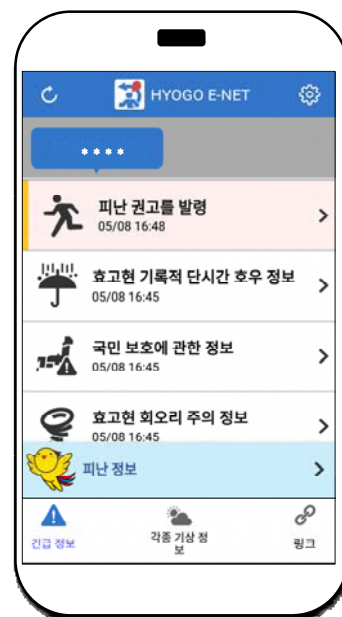 HYOGO E-NET
****
피난 권고를 발령
05/08 16:48
효고현 기록적 단시간 호우 정보
05/08 16:45
국민 보호에 관한 정보
05/08 16:45
효고현 회오리 주의 정보
05/08 16:45
피난 정보
긴급 정보
각종 기상 정
보
링크